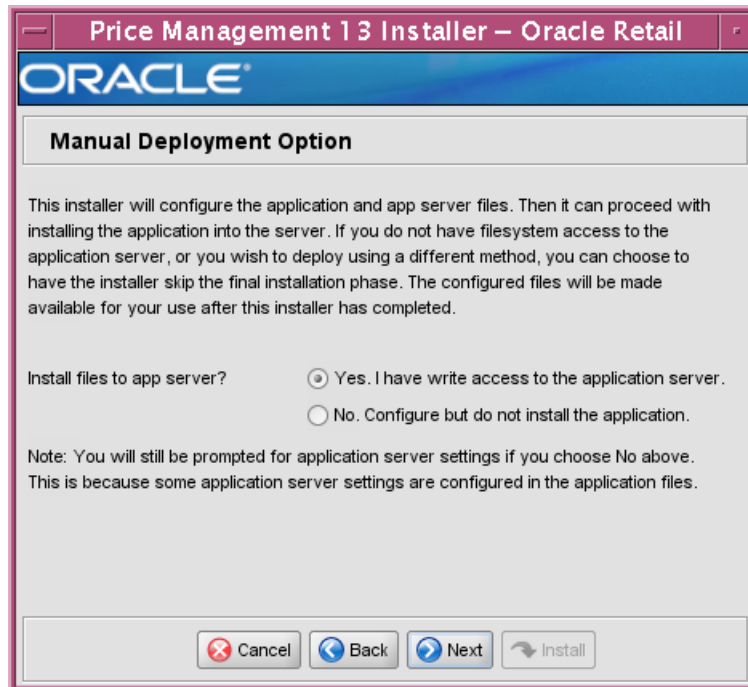 Price Management 13 Installer – Oracle Retail
ORACLE
Manual Deployment Option
This installer will configure the application and app server files. Then it can proceed with
installing the application into the server. If you do not have filesystem access to the
application server, or you wish to deploy using a different method, you can choose to
have the installer skip the final installation phase. The configured files will be made
available for your use after this installer has completed.
Install files to app server?
Yes. I have write access to the application server.
No. Configure but do not install the application.
Note: You will still be prompted for application server settings if you choose No above.
This is because some application server settings are configured in the application files.
Cancel Back Next Install